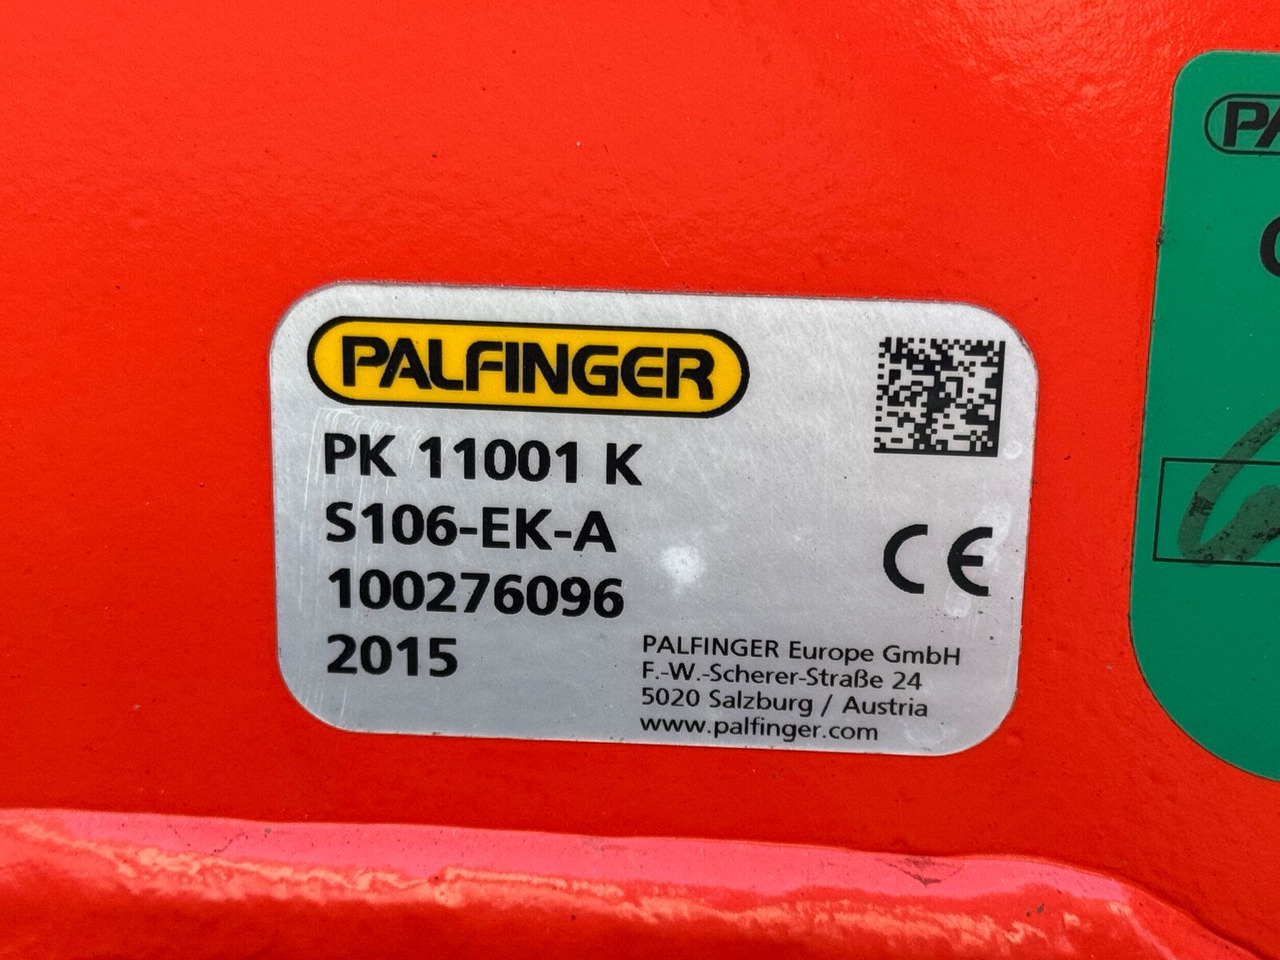 PALFINGER
PK 11001 K
S106-EK-A
100276096
2015
CE
PALFINGER Europe GmbH
F.-W.-Scherer-Straße 24
5020 Salzburg / Austria
www.palfinger.com